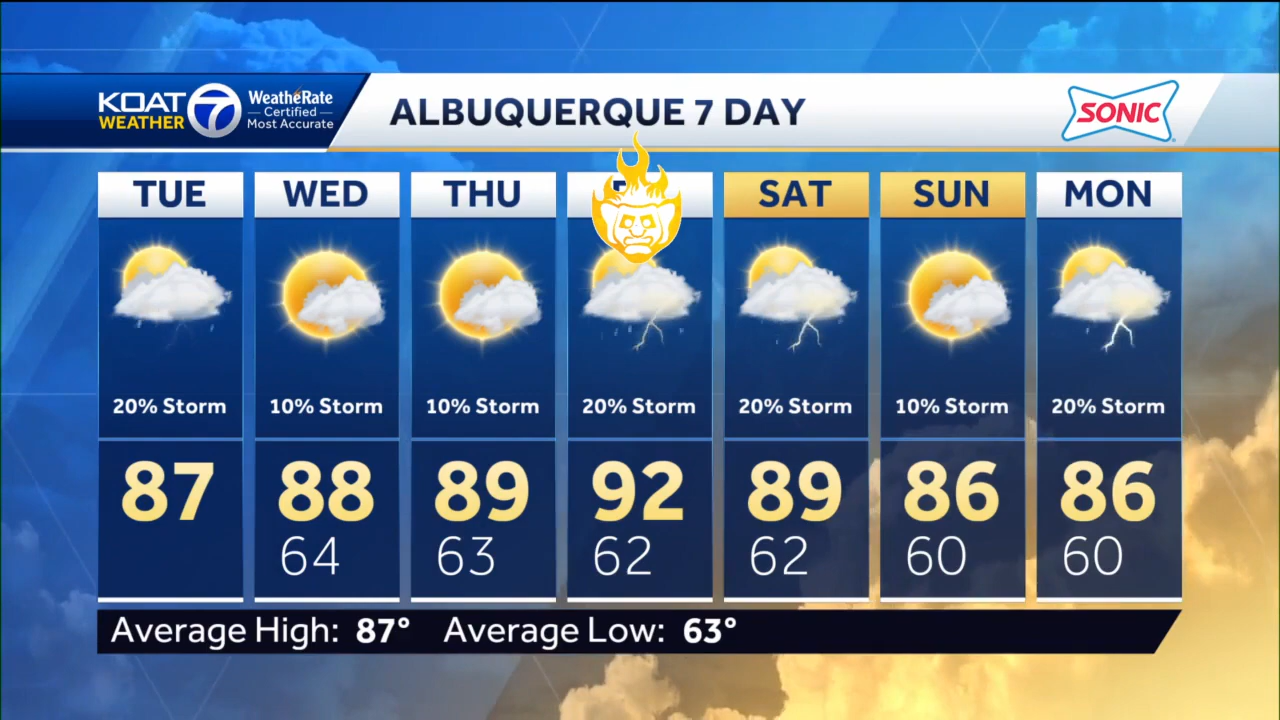 KOAT
WEATHER
7
WeatheRate
Certified
Most Accurate
ALBUQUERQUE 7 DAY
SONIC
TUE WED THU SAT SUN MON
20% Storm 10% Storm 10% Storm 20% Storm 20% Storm 10% Storm 20% Storm
87 88 89 92 89 86 86
64 63 62 62 60 60
Average High: 87° Average Low: 63°